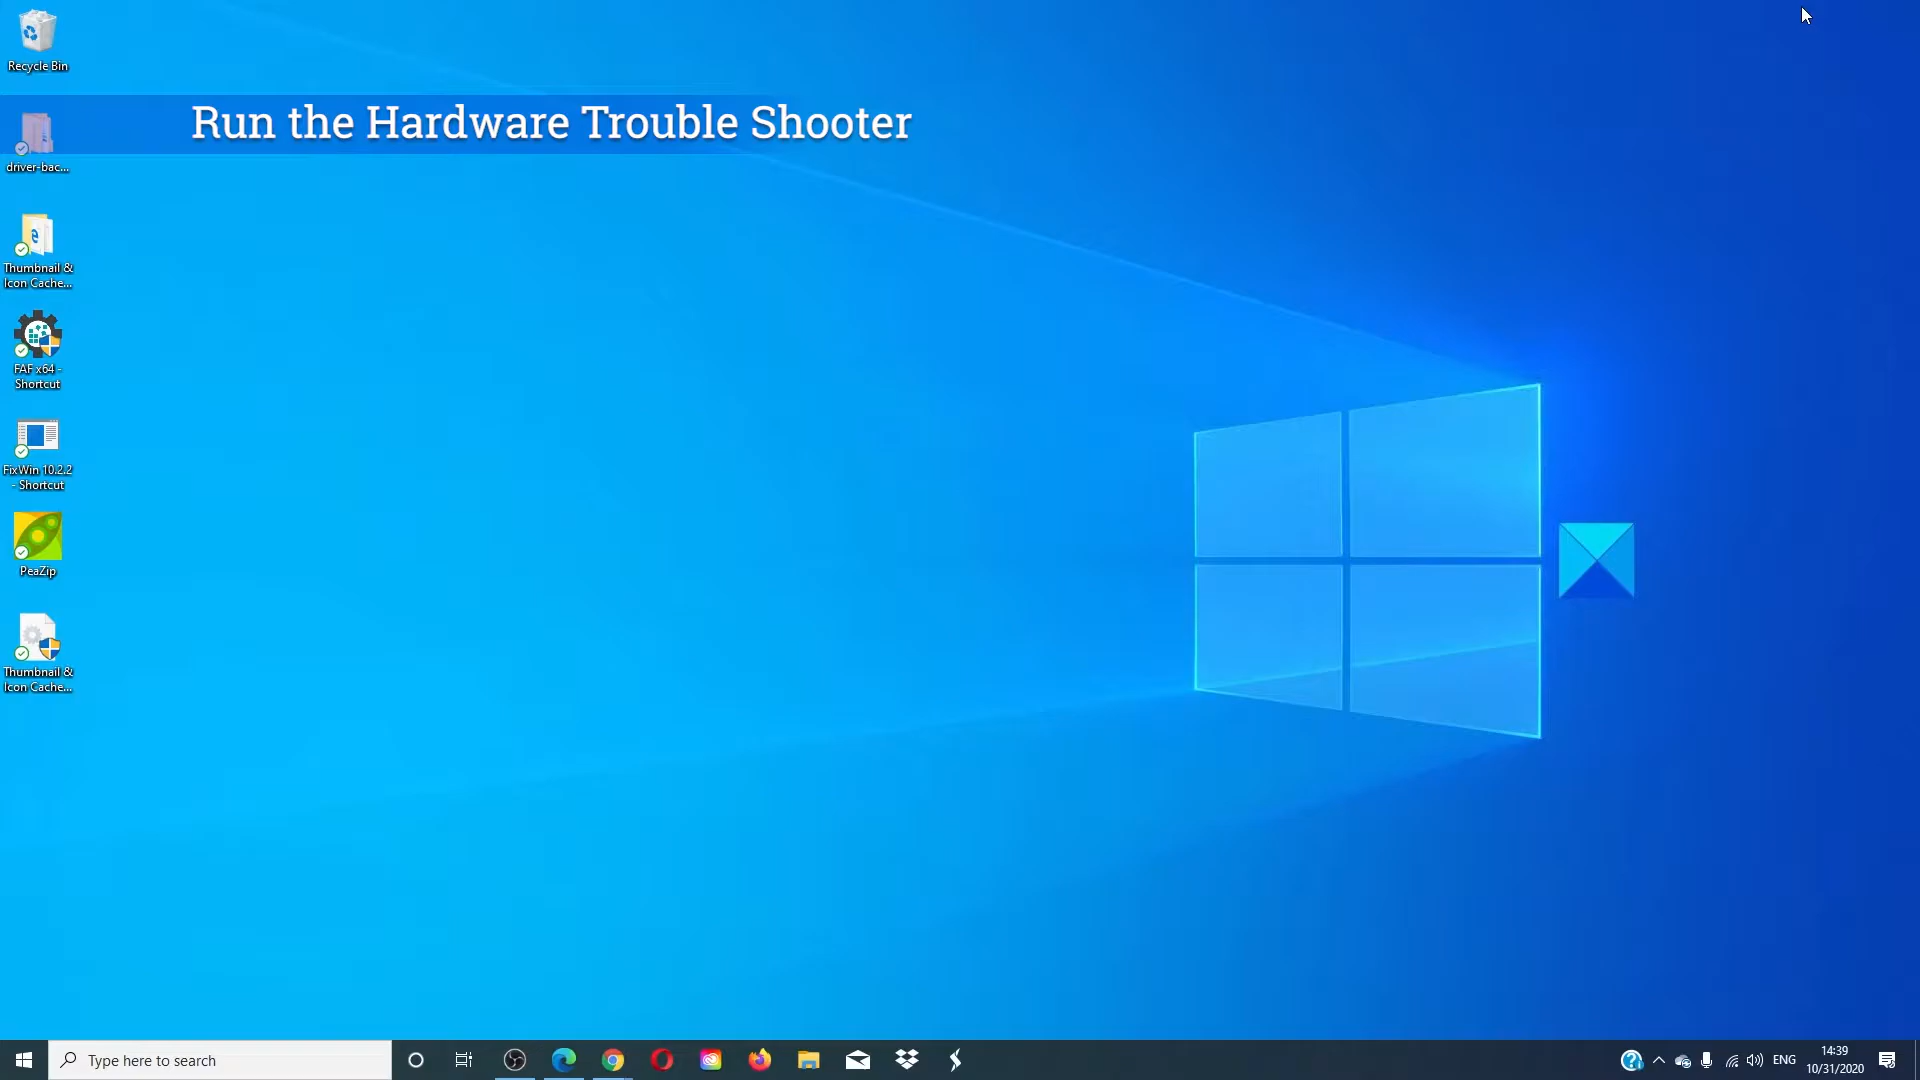 Recycle Bin
Run the Hardware Trouble Shooter
driver-bac...
Thumbnail &
Icon Cache...
FAF x64 -
Shortcut
FixWin 10.2.2
- Shortcut
PeaZip
Thumbnail &
Icon Cache...
Type here to search
ENG
14:39
10/31/2020